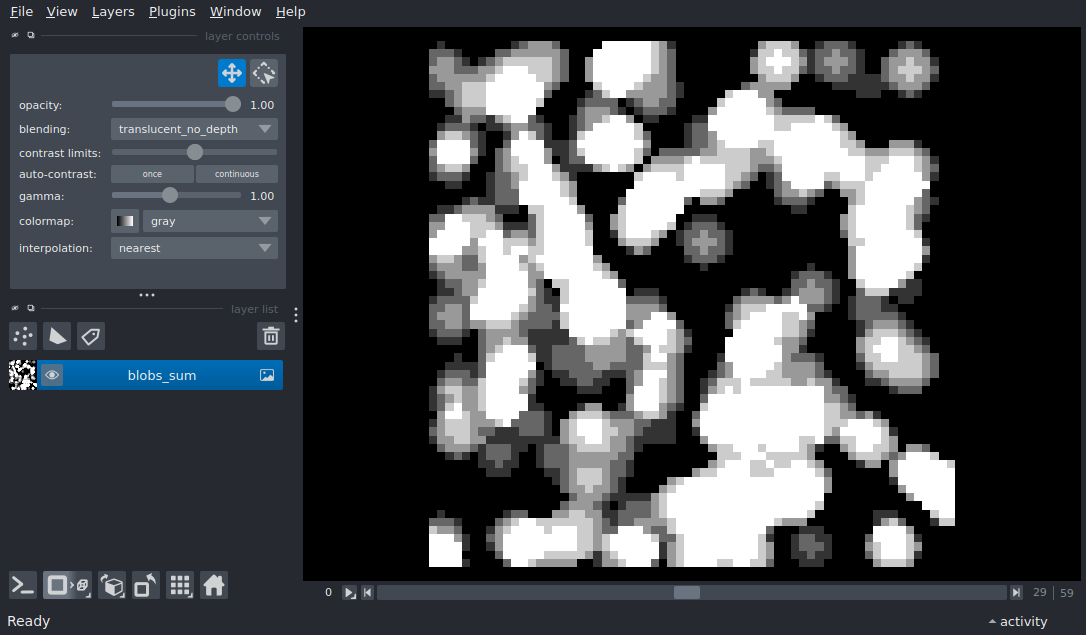 File View Layers Plugins Window Help
layer controls
opacity: 1.00
blending: translucent_no_depth
contrast limits:
auto-contrast: once continuous
gamma: 1.00
colormap: gray
interpolation: nearest
layer list
blobs_sum
0 29 59
Ready activity